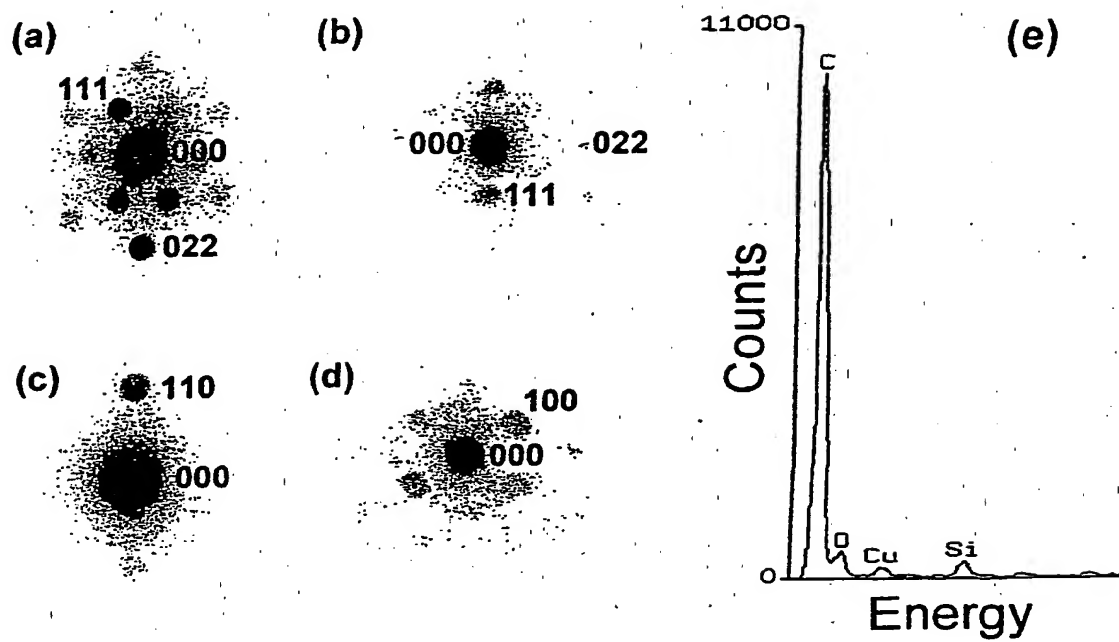 (a)
111
000
022
(b)
000
022
111
(c)
110
000
(d)
100
000
(e)
11000
C
O
Cu
Si
0
Counts
Energy